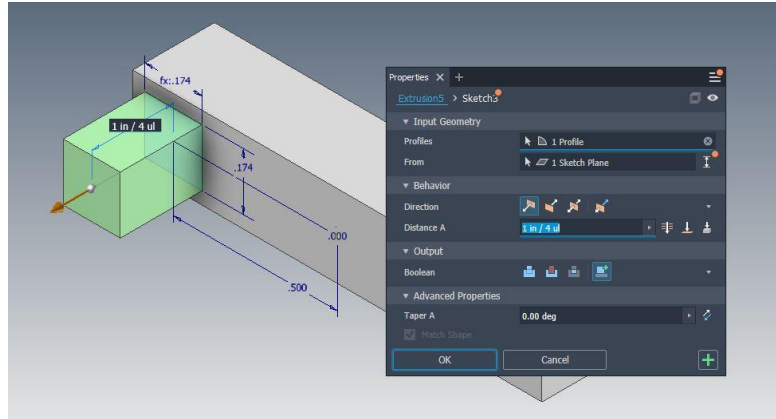 fx:.174
1 in / 4 ul
.174
.000
.500
Properties X +
Extrusion5 > Sketch3
▾ Input Geometry
Profiles 1 Profile
From 1 Sketch Plane
▾ Behavior
Direction
Distance A 1 in / 4 ul
▾ Output
Boolean
▾ Advanced Properties
Taper A 0.00 deg
Match Shape
OK Cancel +